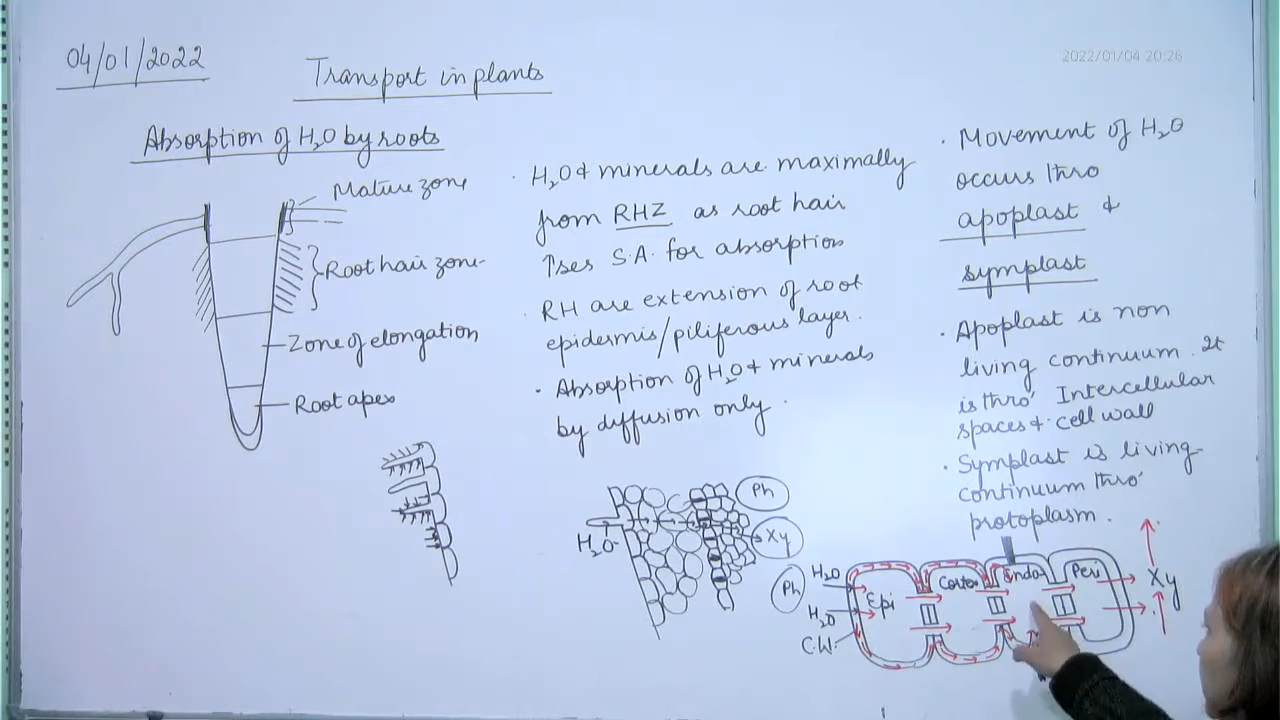 04/01/2022
2022/01/04 20:26
Transport in plants
Absorption of H₂O by roots
Mature zone
Root hair zone
Zone of elongation
Root apex
· H₂O & minerals are maximally
from RHZ as root hair
↑ses S.A. for absorption
· RH are extension of root
epidermis/piliferous layer.
· Absorption of H₂O & minerals
by diffusion only.
· Movement of H₂O
occurs thro
apoplast &
symplast
· Apoplast is non
living continuum. It
is thro' Intercellular
spaces & cell wall
· Symplast is living
continuum thro'
protoplasm.
H₂O
Ph
Xy
Ph
H₂O
H₂O
C.W.
Epi
Cortex
Endo
Peri
Xy